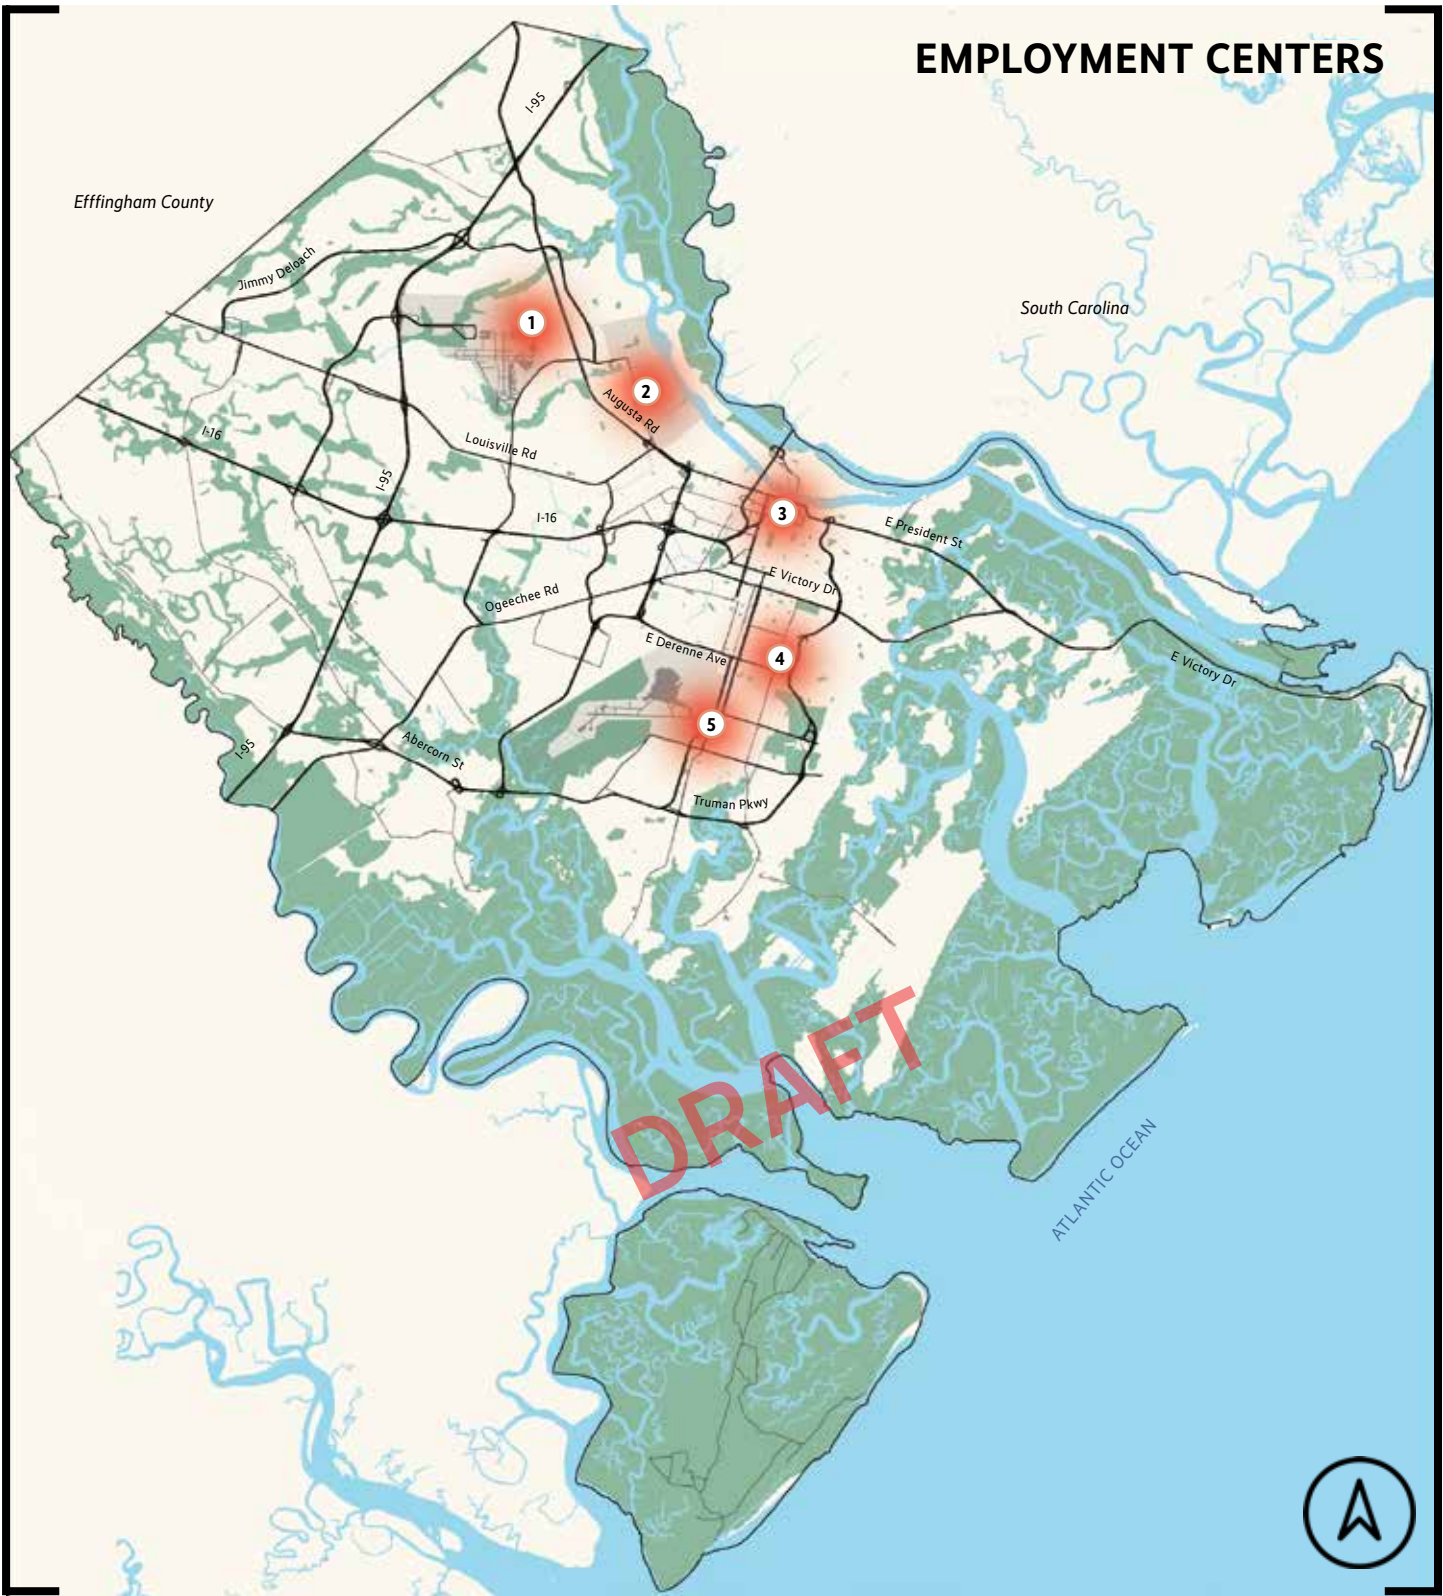 EMPLOYMENT CENTERS
I-95
Efffingham County
Jimmy Deloach
South Carolina
1
2
Augusta Rd
I-16
Louisville Rd
I-95
I-16
3
E President St
E Victory Dr
Ogeechee Rd
E Derenne Ave
4
E Victory Dr
5
I-95
Abercorn St
Truman Pkwy
DRAFT
ATLANTIC OCEAN